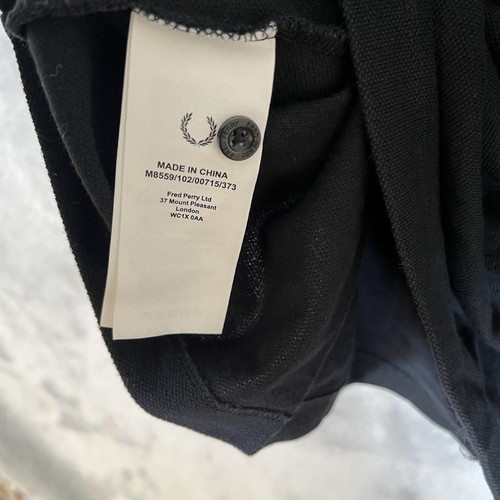 MADE IN CHINA
M8559/102/00715/373
Fred Perry Ltd
37 Mount Pleasant
London
WC1X 0AA